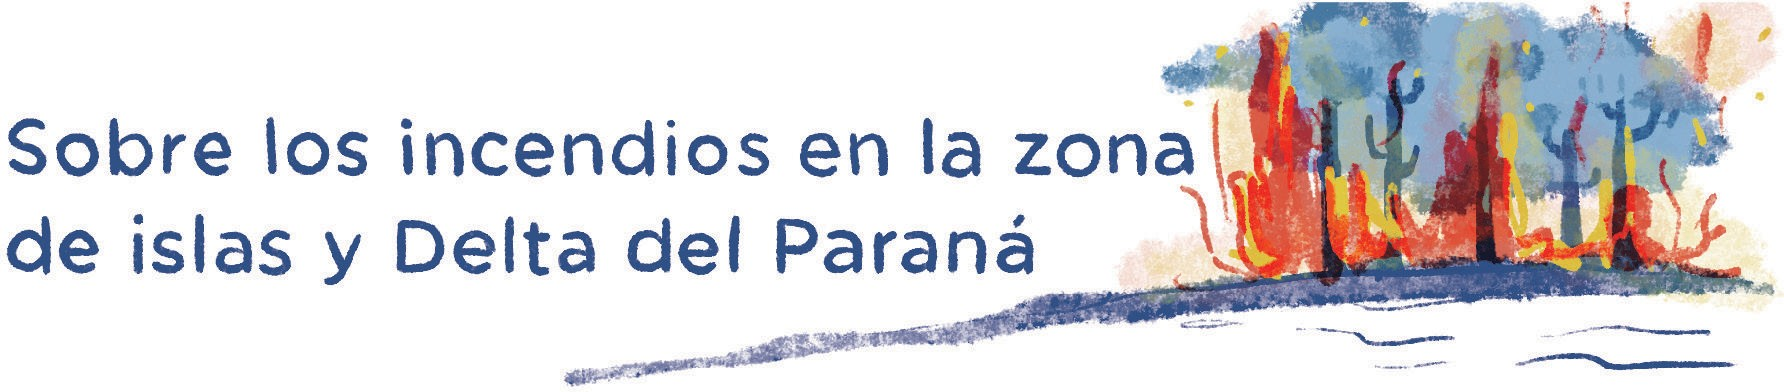 Sobre los incendios en la zona
de islas y Delta del Paraná